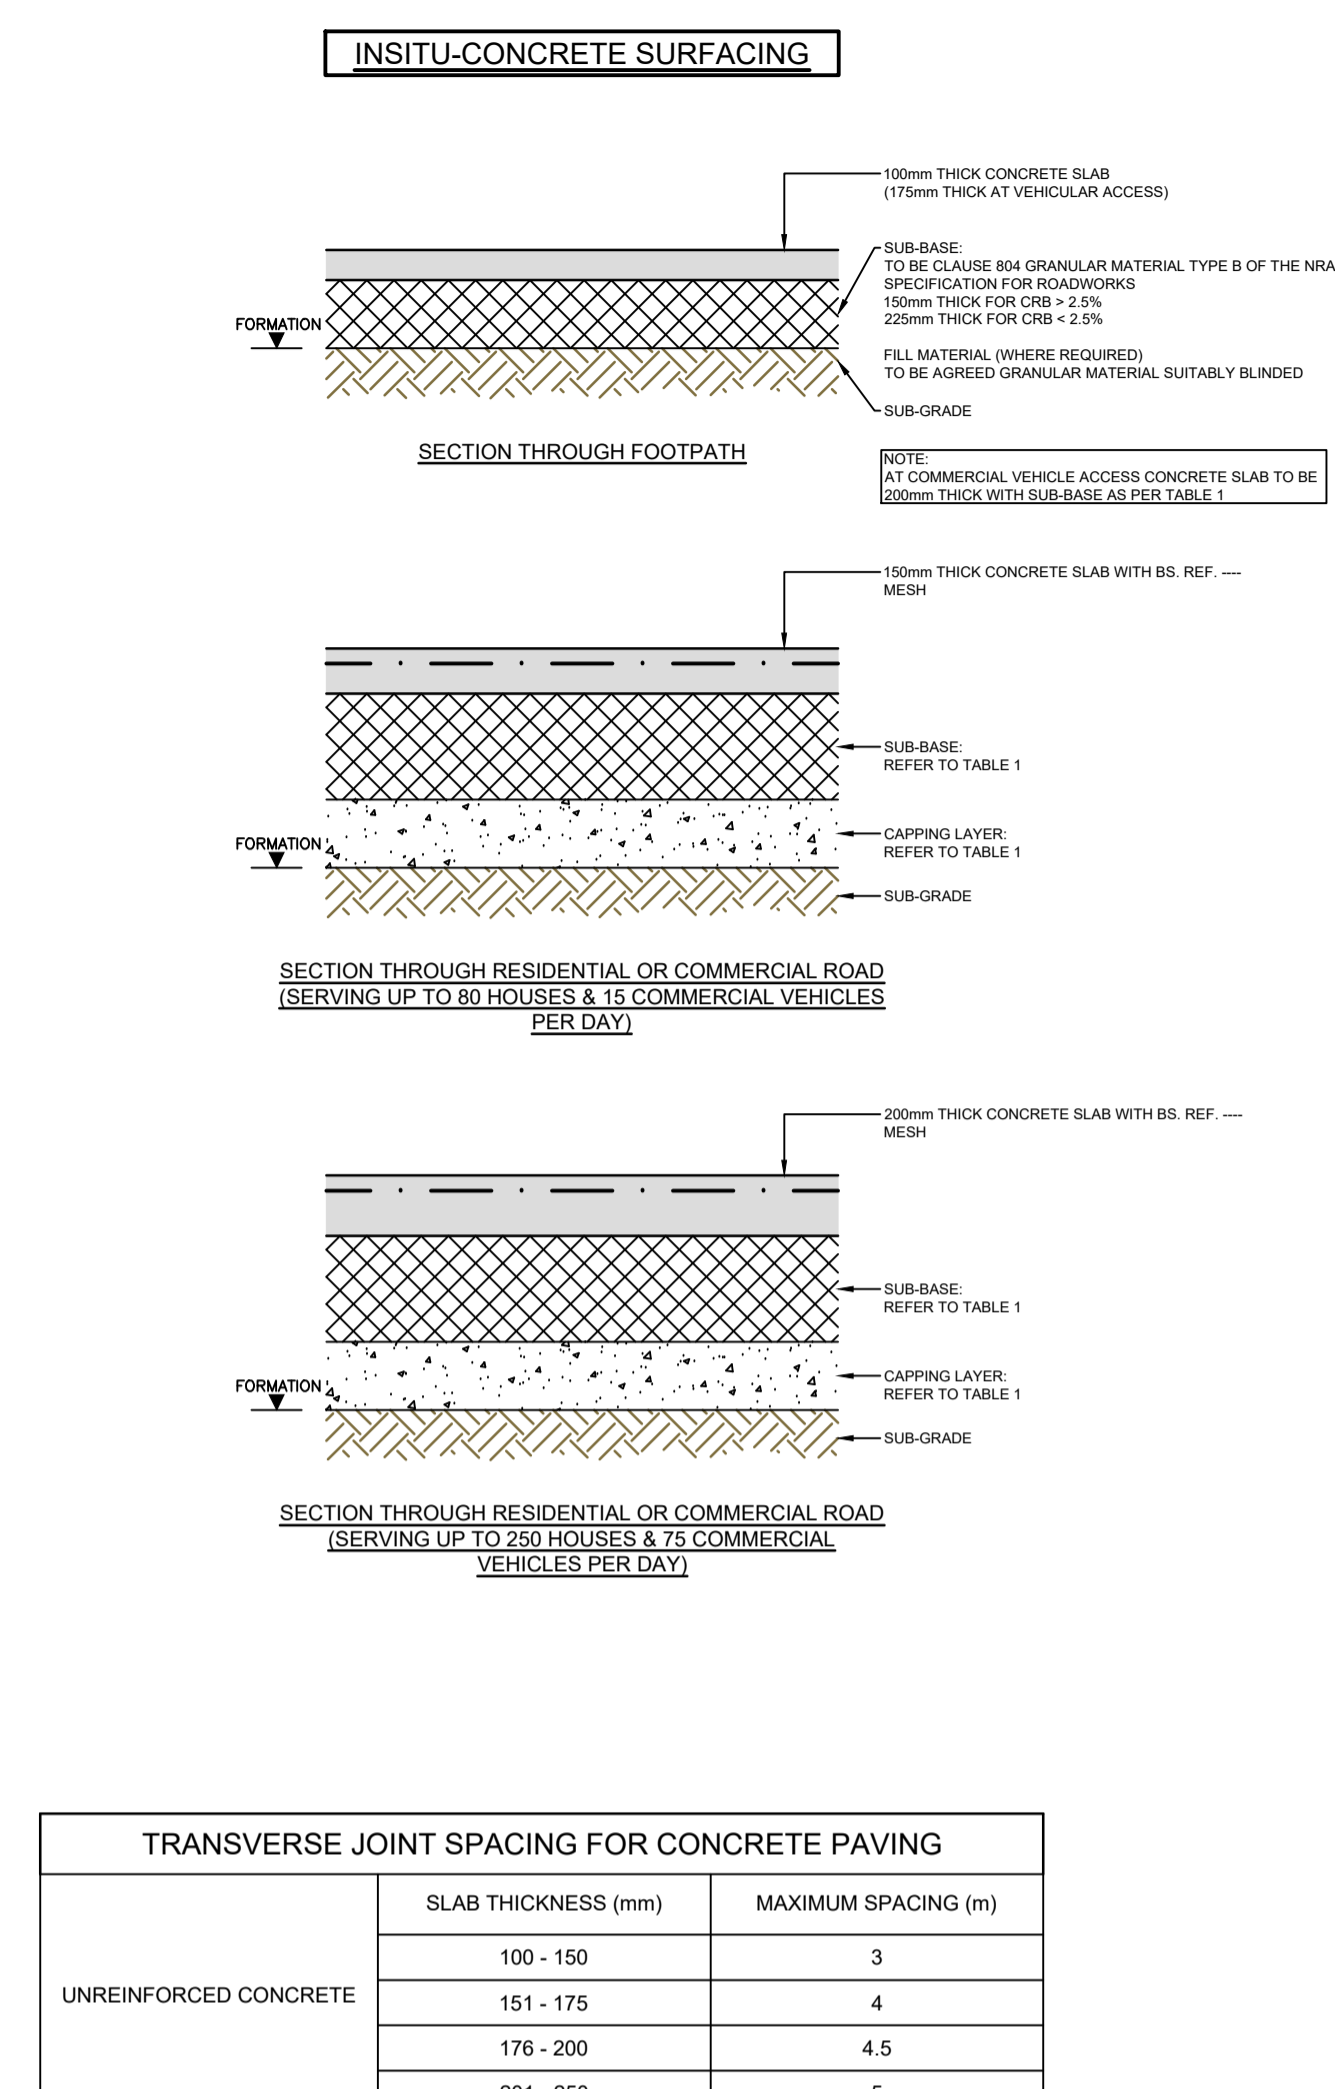 INSITU-CONCRETE SURFACING
100mm THICK CONCRETE SLAB
(175mm THICK AT VEHICULAR ACCESS)
SUB-BASE:
TO BE CLAUSE 804 GRANULAR MATERIAL TYPE B OF THE NRA
SPECIFICATION FOR ROADWORKS
150mm THICK FOR CRB > 2.5%
225mm THICK FOR CRB < 2.5%
FORMATION
FILL MATERIAL (WHERE REQUIRED)
TO BE AGREED GRANULAR MATERIAL SUITABLY BLINDED
SUB-GRADE
SECTION THROUGH FOOTPATH
NOTE:
AT COMMERCIAL VEHICLE ACCESS CONCRETE SLAB TO BE
200mm THICK WITH SUB-BASE AS PER TABLE 1
150mm THICK CONCRETE SLAB WITH BS. REF. ----
MESH
SUB-BASE:
REFER TO TABLE 1
CAPPING LAYER:
REFER TO TABLE 1
FORMATION
SUB-GRADE
SECTION THROUGH RESIDENTIAL OR COMMERCIAL ROAD
(SERVING UP TO 80 HOUSES & 15 COMMERCIAL VEHICLES
PER DAY)
200mm THICK CONCRETE SLAB WITH BS. REF. ----
MESH
SUB-BASE:
REFER TO TABLE 1
CAPPING LAYER:
REFER TO TABLE 1
FORMATION
SUB-GRADE
SECTION THROUGH RESIDENTIAL OR COMMERCIAL ROAD
(SERVING UP TO 250 HOUSES & 75 COMMERCIAL
VEHICLES PER DAY)
TRANSVERSE JOINT SPACING FOR CONCRETE PAVING
SLAB THICKNESS (mm) MAXIMUM SPACING (m)
100 - 150 3
UNREINFORCED CONCRETE
151 - 175 4
176 - 200 4.5